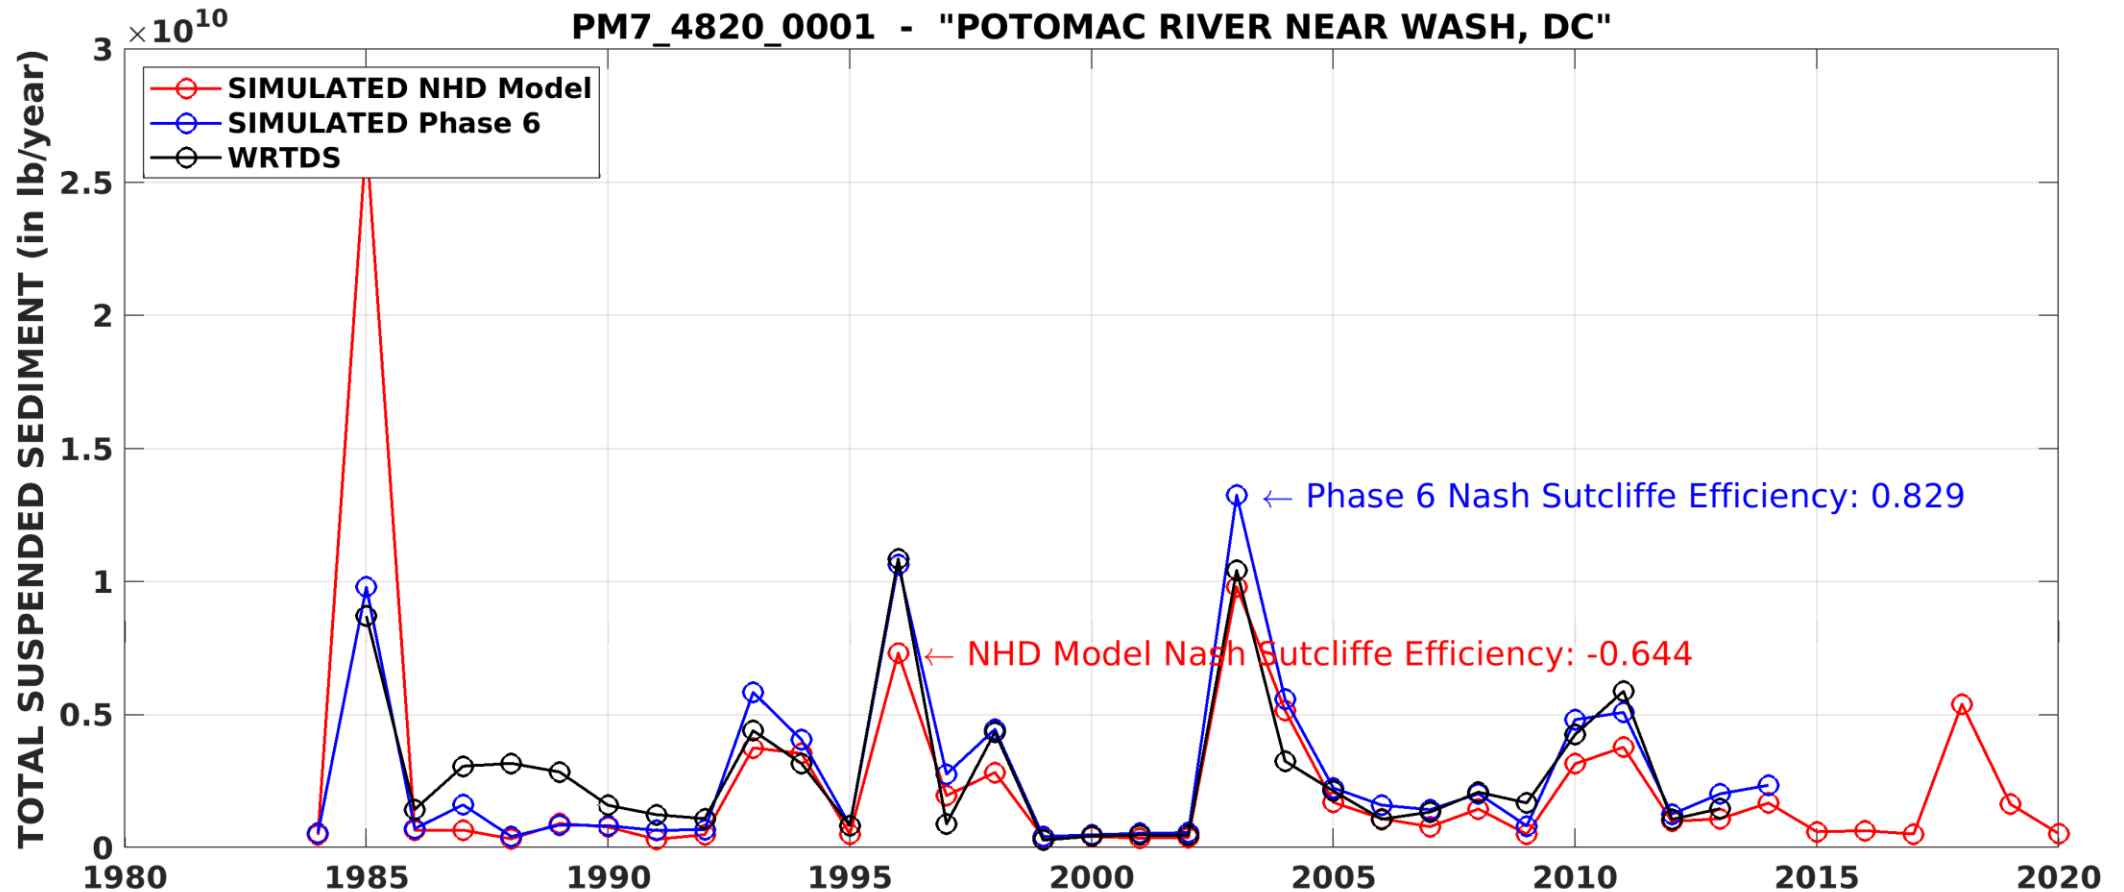 ×10^10
PM7_4820_0001 - "POTOMAC RIVER NEAR WASH, DC"
TOTAL SUSPENDED SEDIMENT (in lb/year)
3
2.5
2
1.5
1
0.5
0
SIMULATED NHD Model
SIMULATED Phase 6
WRTDS
← Phase 6 Nash Sutcliffe Efficiency: 0.829
← NHD Model Nash Sutcliffe Efficiency: -0.644
1980 1985 1990 1995 2000 2005 2010 2015 2020